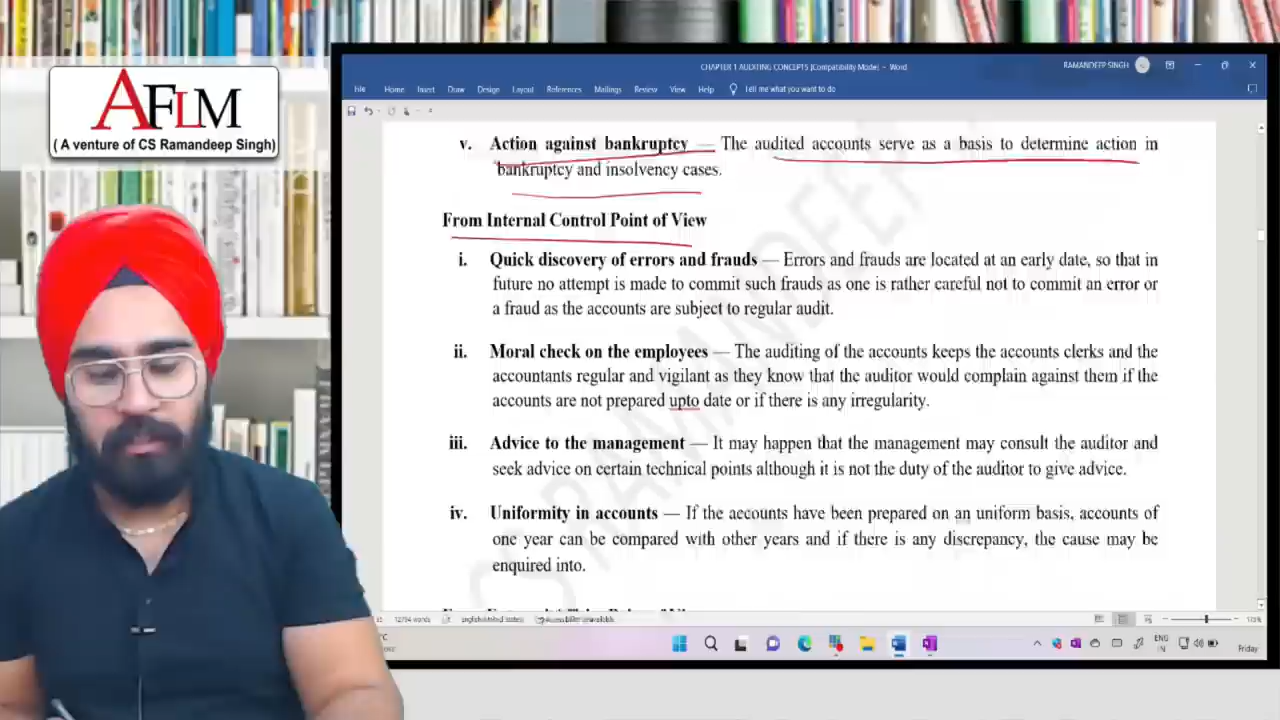 AFLM
( A venture of CS Ramandeep Singh)
CHAPTER 1 AUDITING CONCEPTS [Compatibility Mode] - Word
RAMANDEEP SINGH
File Home Insert Draw Design Layout References Mailings Review View Help Tell me what you want to do
v. Action against bankruptcy — The audited accounts serve as a basis to determine action in
bankruptcy and insolvency cases.
From Internal Control Point of View
i. Quick discovery of errors and frauds — Errors and frauds are located at an early date, so that in
future no attempt is made to commit such frauds as one is rather careful not to commit an error or
a fraud as the accounts are subject to regular audit.
ii. Moral check on the employees — The auditing of the accounts keeps the accounts clerks and the
accountants regular and vigilant as they know that the auditor would complain against them if the
accounts are not prepared upto date or if there is any irregularity.
iii. Advice to the management — It may happen that the management may consult the auditor and
seek advice on certain technical points although it is not the duty of the auditor to give advice.
iv. Uniformity in accounts — If the accounts have been prepared on an uniform basis, accounts of
one year can be compared with other years and if there is any discrepancy, the cause may be
enquired into.
CS RAMANDEEP
12794 words English (United States)
ENG
IN
Friday